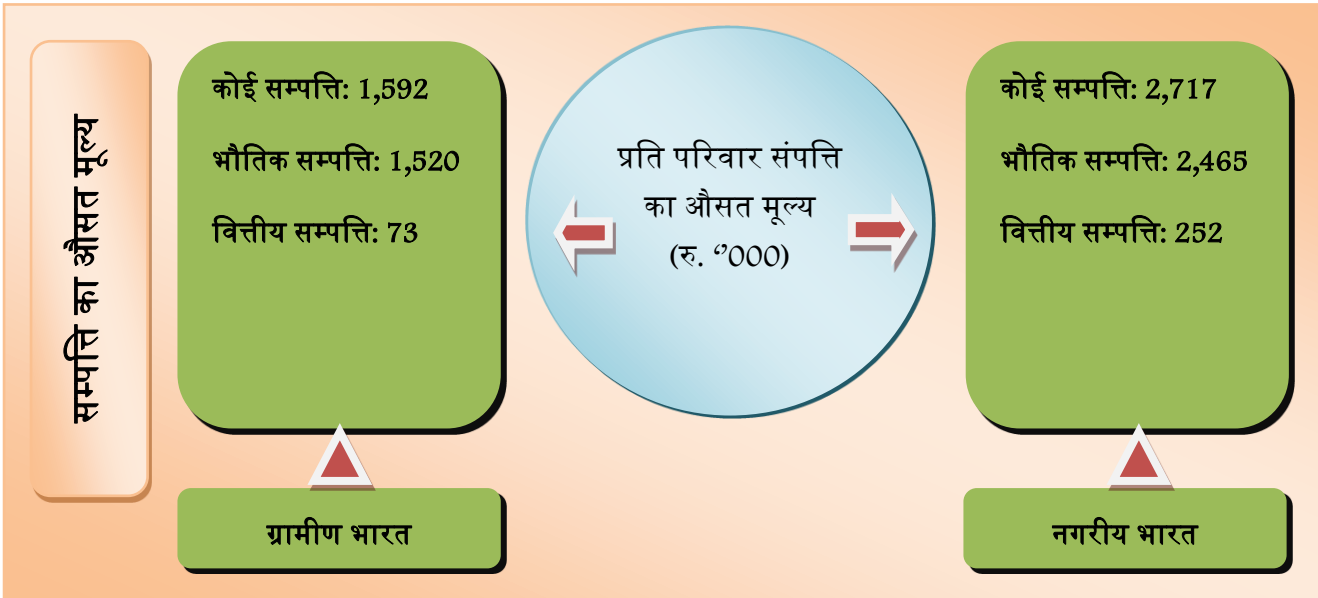 सम्पत्ति का औसत मूल्य
कोई सम्पत्ति: 1,592
भौतिक सम्पत्ति: 1,520
वित्तीय सम्पत्ति: 73
ग्रामीण भारत
प्रति परिवार संपत्ति
का औसत मूल्य
(रु. ‘’000)
कोई सम्पत्ति: 2,717
भौतिक सम्पत्ति: 2,465
वित्तीय सम्पत्ति: 252
नगरीय भारत